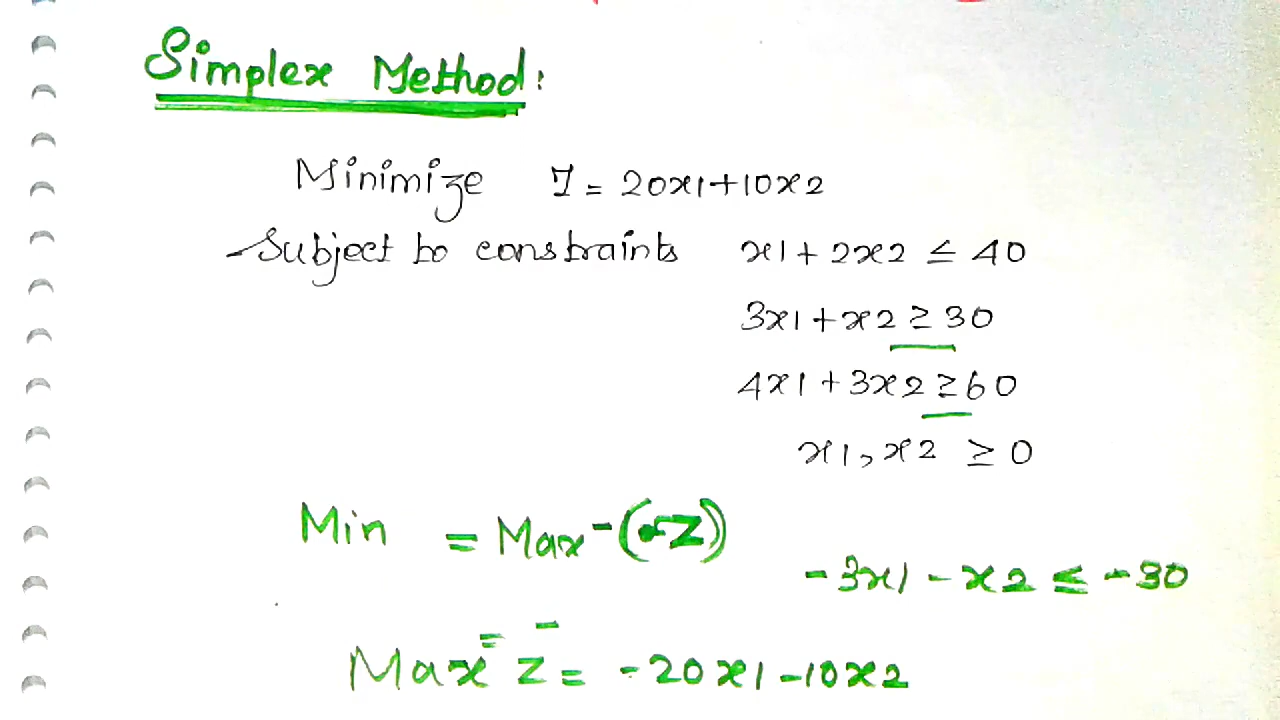 Simplex Method:
Minimize Z = 20x1+10x2
Subject to constraints x1+2x2 ≤ 40
3x1+x2 ≥ 30
4x1+3x2 ≥ 60
x1, x2 ≥ 0
Min = Max -(-Z)
-3x1 - x2 ≤ -30
Max Z = -20x1-10x2